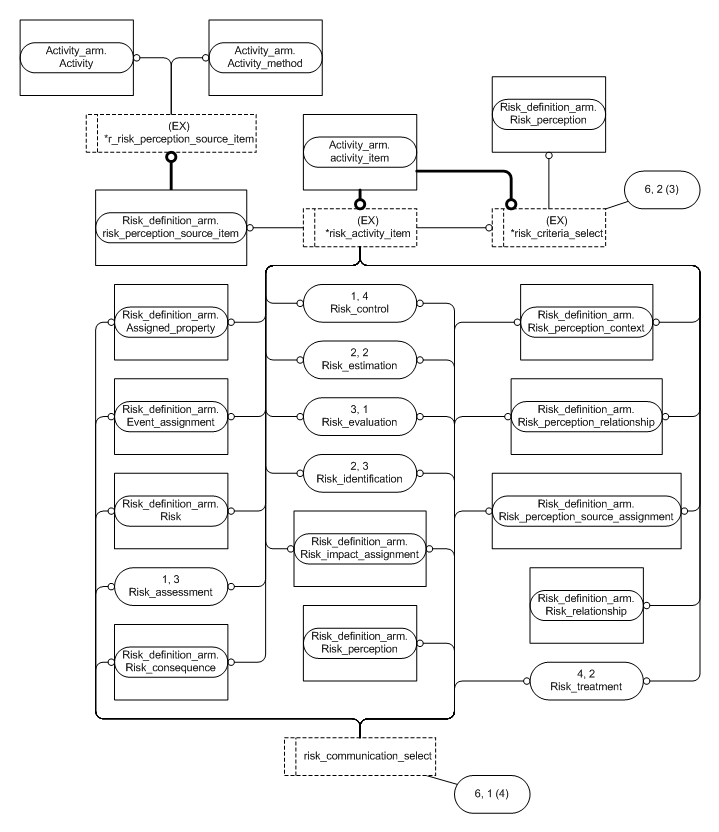 Activity_arm.
Activity
Activity_arm.
Activity_method
(EX)
*r_risk_perception_source_item
Activity_arm.
activity_item
Risk_definition_arm.
Risk_perception
6, 2 (3)
Risk_definition_arm.
risk_perception_source_item
(EX)
*risk_activity_item
(EX)
*risk_criteria_select
Risk_definition_arm.
Assigned_property
1, 4
Risk_control
Risk_definition_arm.
Risk_perception_context
2, 2
Risk_estimation
Risk_definition_arm.
Event_assignment
3, 1
Risk_evaluation
Risk_definition_arm.
Risk_perception_relationship
2, 3
Risk_identification
Risk_definition_arm.
Risk
Risk_definition_arm.
Risk_impact_assignment
Risk_definition_arm.
Risk_perception_source_assignment
1, 3
Risk_assessment
Risk_definition_arm.
Risk_relationship
Risk_definition_arm.
Risk_consequence
Risk_definition_arm.
Risk_perception
4, 2
Risk_treatment
risk_communication_select
6, 1 (4)